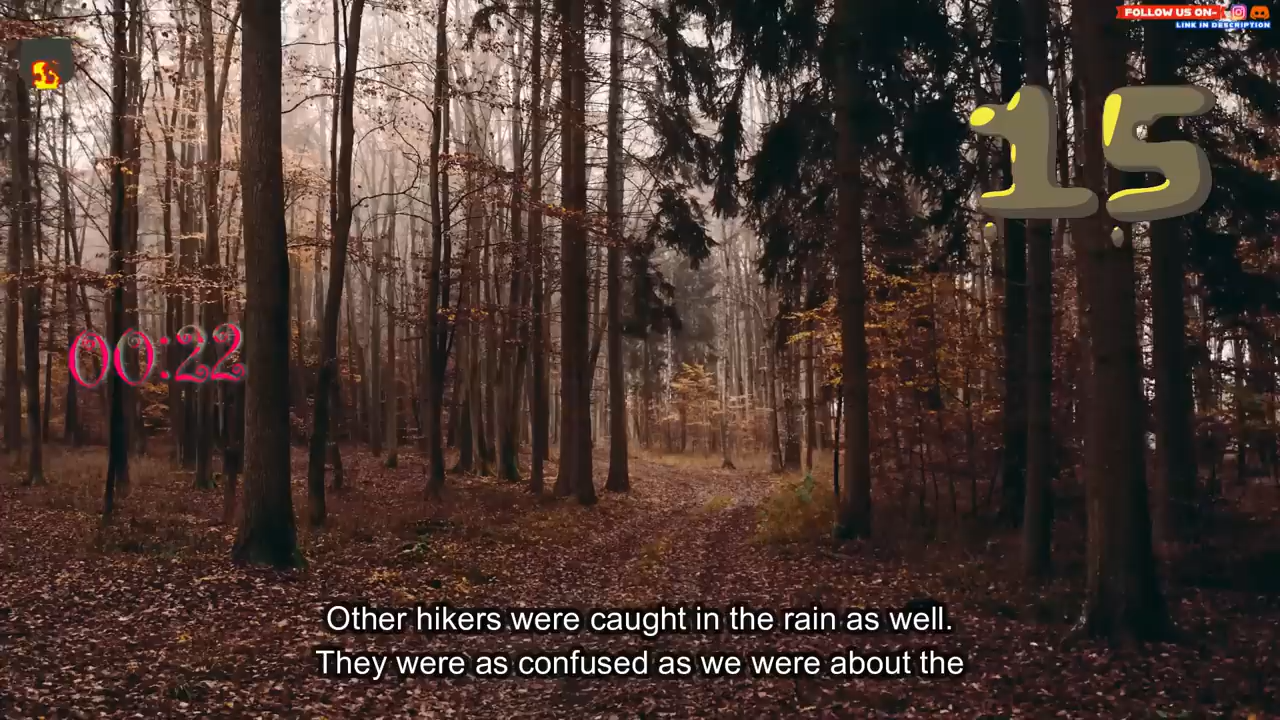 FOLLOW US ON-
LINK IN DESCRIPTION
15
00:22
Other hikers were caught in the rain as well.
They were as confused as we were about the